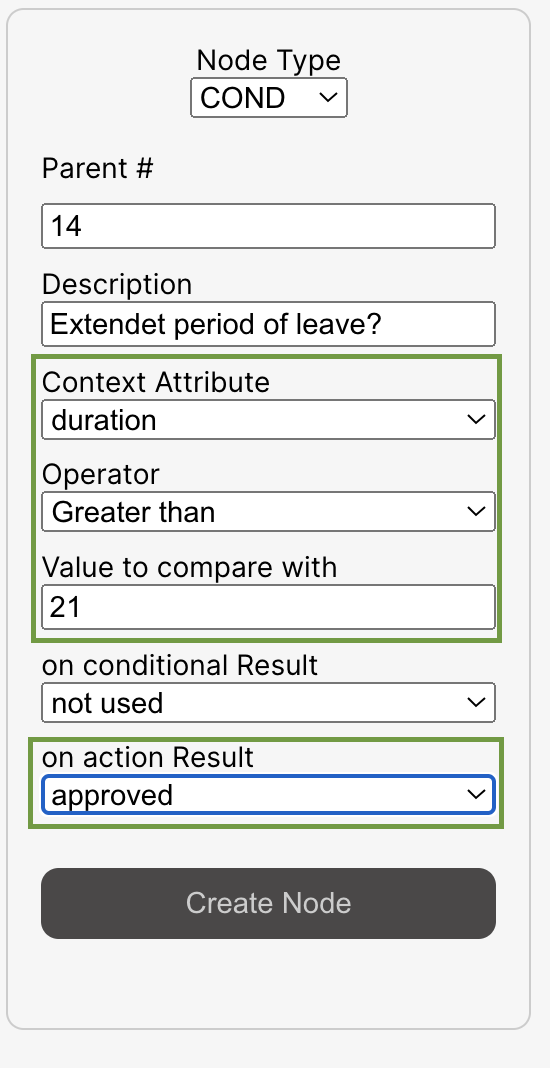 Node Type
COND
Parent #
14
Description
Extendet period of leave?
Context Attribute
duration
Operator
Greater than
Value to compare with
21
on conditional Result
not used
on action Result
approved
Create Node